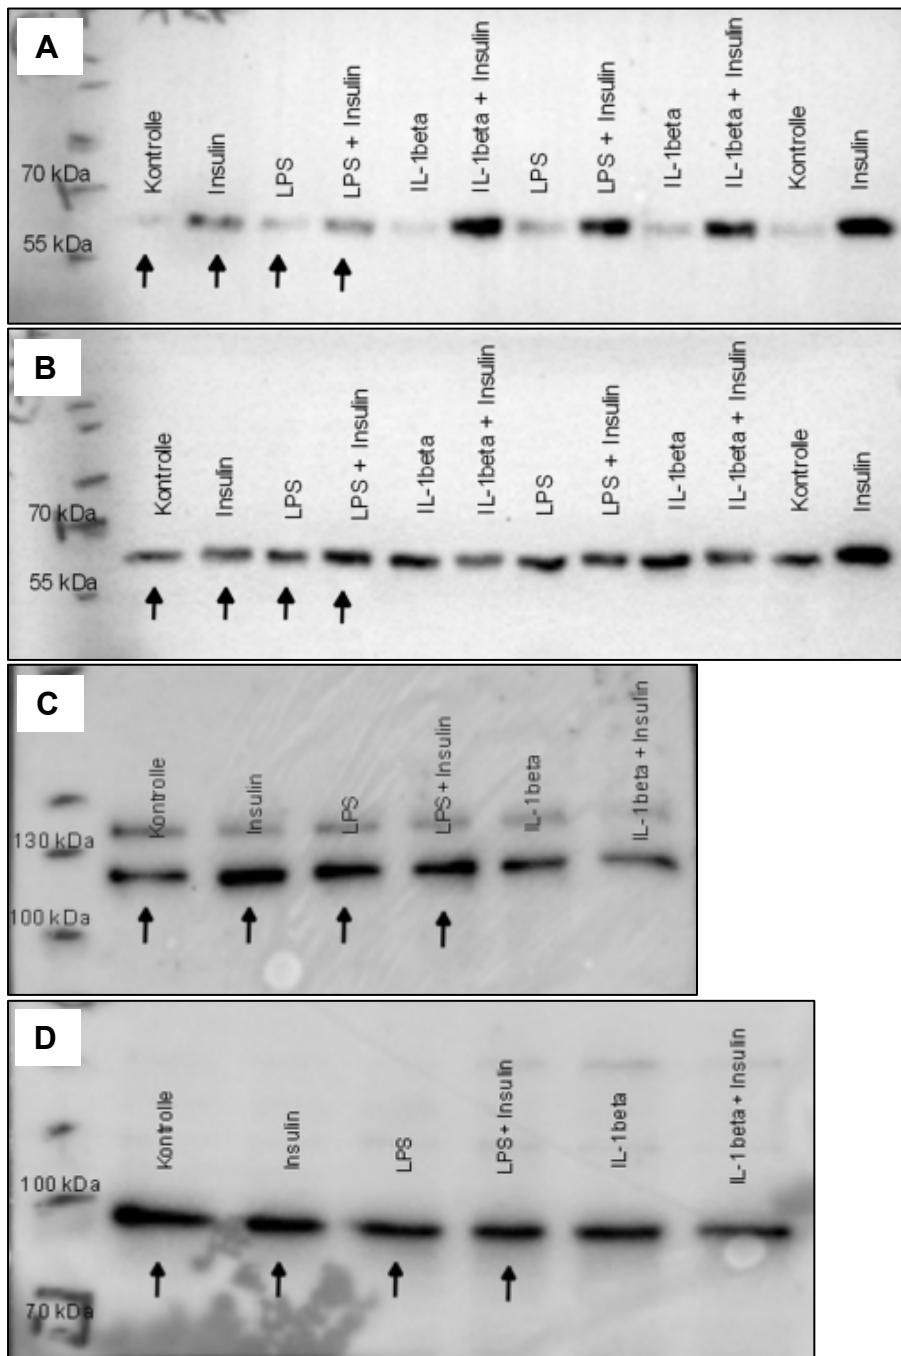 A
70 kDa
55 kDa
Kontrolle
Insulin
LPS
LPS + Insulin
IL-1beta
IL-1beta + Insulin
LPS
LPS + Insulin
IL-1beta
IL-1beta + Insulin
Kontrolle
Insulin
B
70 kDa
55 kDa
Kontrolle
Insulin
LPS
LPS + Insulin
IL-1beta
IL-1beta + Insulin
LPS
LPS + Insulin
IL-1beta
IL-1beta + Insulin
Kontrolle
Insulin
C
130 kDa
100 kDa
Kontrolle
Insulin
LPS
LPS + Insulin
IL-1beta
IL-1beta + Insulin
D
100 kDa
70 kDa
Kontrolle
Insulin
LPS
LPS + Insulin
IL-1beta
IL-1beta + Insulin